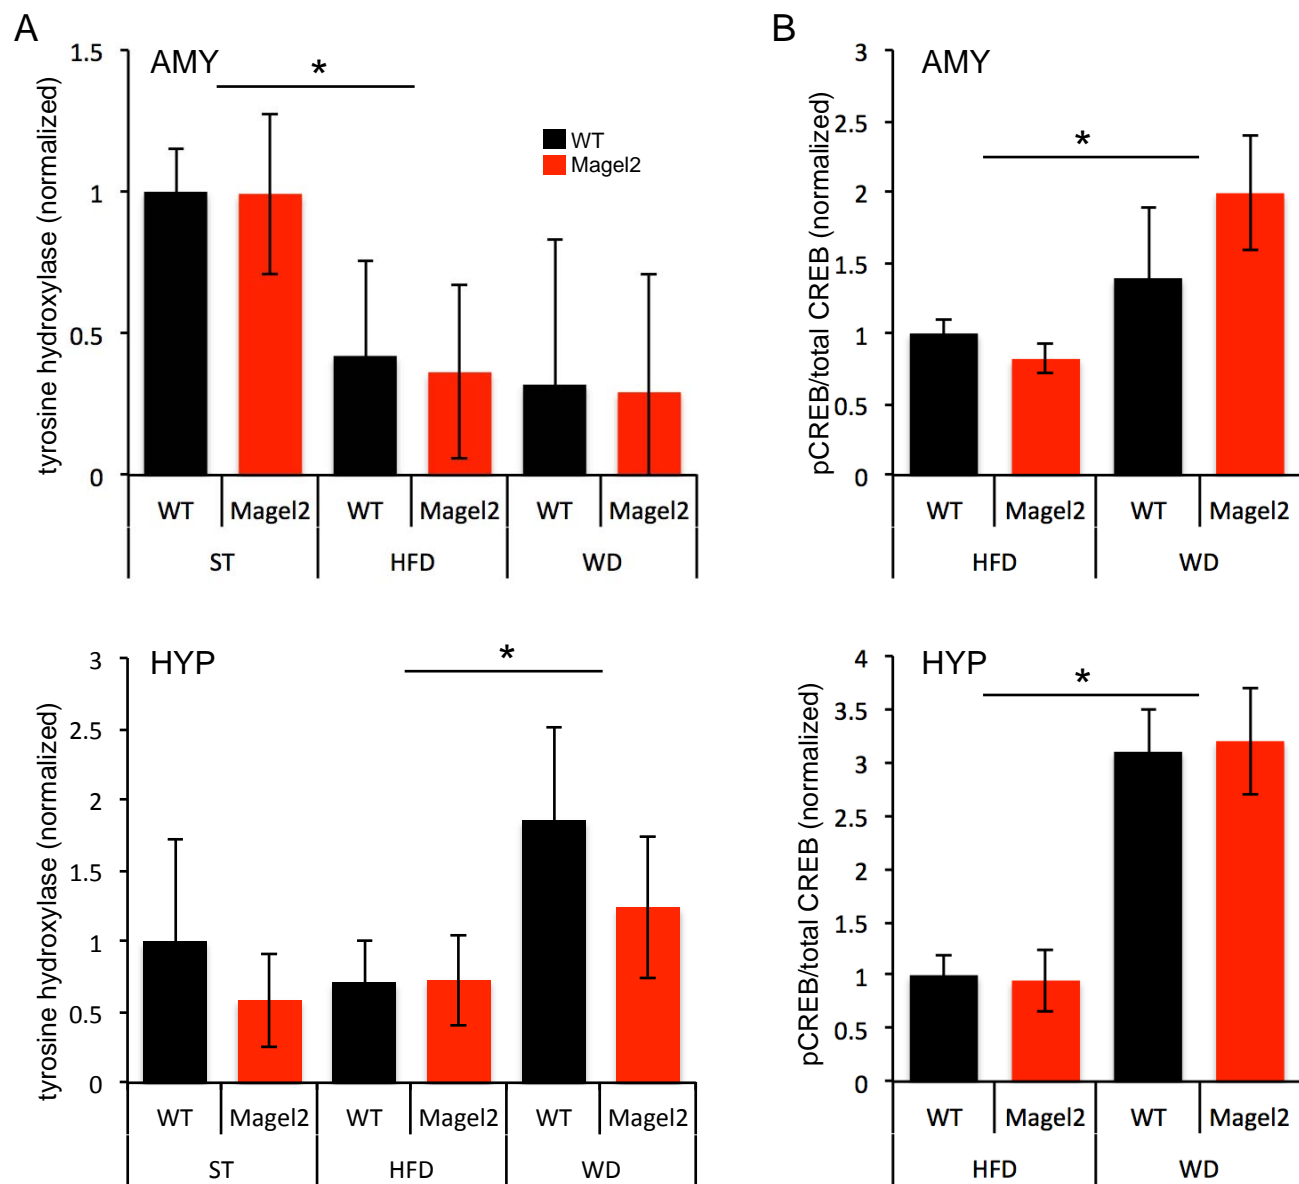 A
AMY
*
WT
Magel2
tyrosine hydroxylase (normalized)
1.5
1
0.5
0
WT Magel2 WT Magel2 WT Magel2
ST HFD WD
B
AMY
*
pCREB/total CREB (normalized)
3
2.5
2
1.5
1
0.5
0
WT Magel2 WT Magel2
HFD WD
HYP
*
tyrosine hydroxylase (normalized)
3
2.5
2
1.5
1
0.5
0
WT Magel2 WT Magel2 WT Magel2
ST HFD WD
HYP
*
pCREB/total CREB (normalized)
4
3.5
3
2.5
2
1.5
1
0.5
0
WT Magel2 WT Magel2
HFD WD